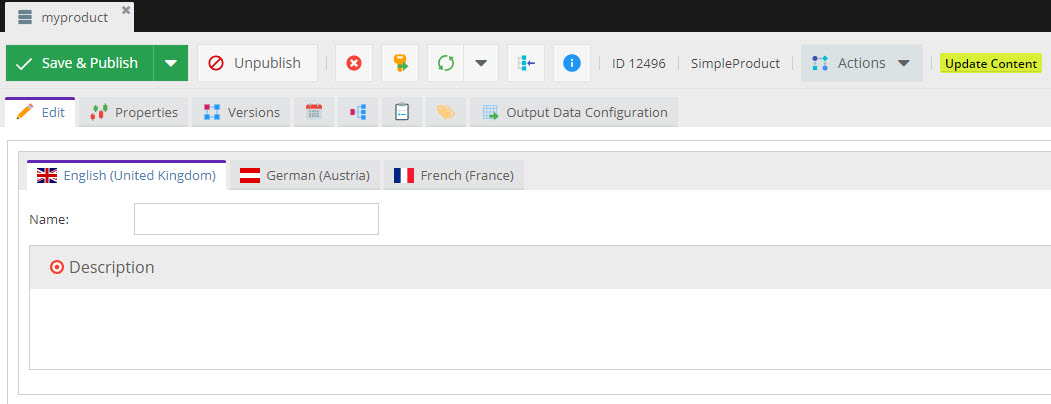 myproduct
Save & Publish Unpublish ID 12496 SimpleProduct Actions Update Content
Edit Properties Versions Output Data Configuration
English (United Kingdom) German (Austria) French (France)
Name:
Description